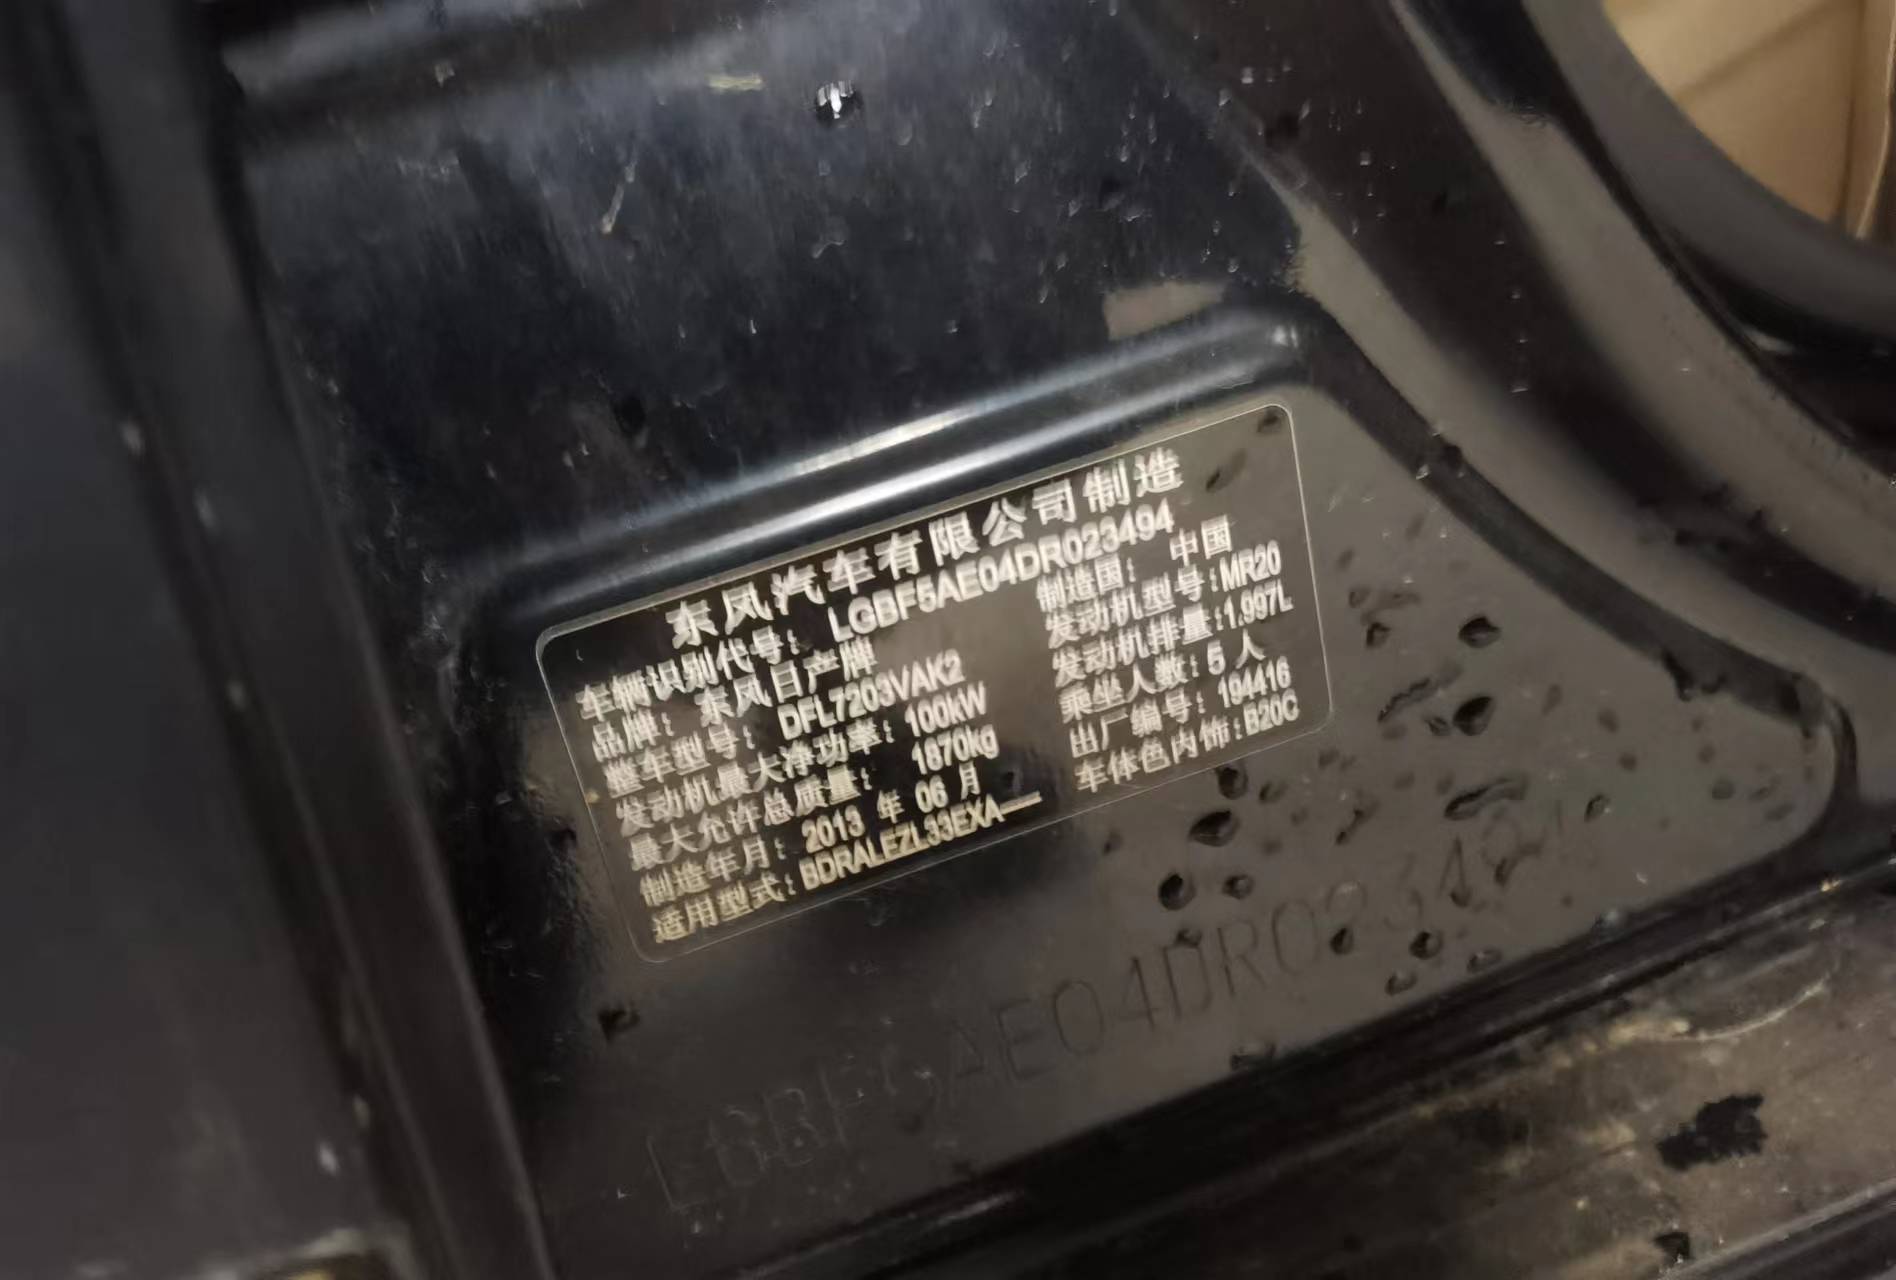 东风汽车有限公司制造
车辆识别代号: LGBF5AE04DR023494
品牌: 东风日产牌
制造国: 中国
整车型号: DFL7203VAK2
发动机型号:MR20
发动机最大净功率: 100kW
发动机排量:1.997L
最大允许总质量: 1870kg
乘坐人数: 5 人
制造年月: 2013 年 06 月
出厂编号: 104416
适用型式: BDRALEZL33EXA——
车体色内饰:B20C
LGBF5AE04DR023494